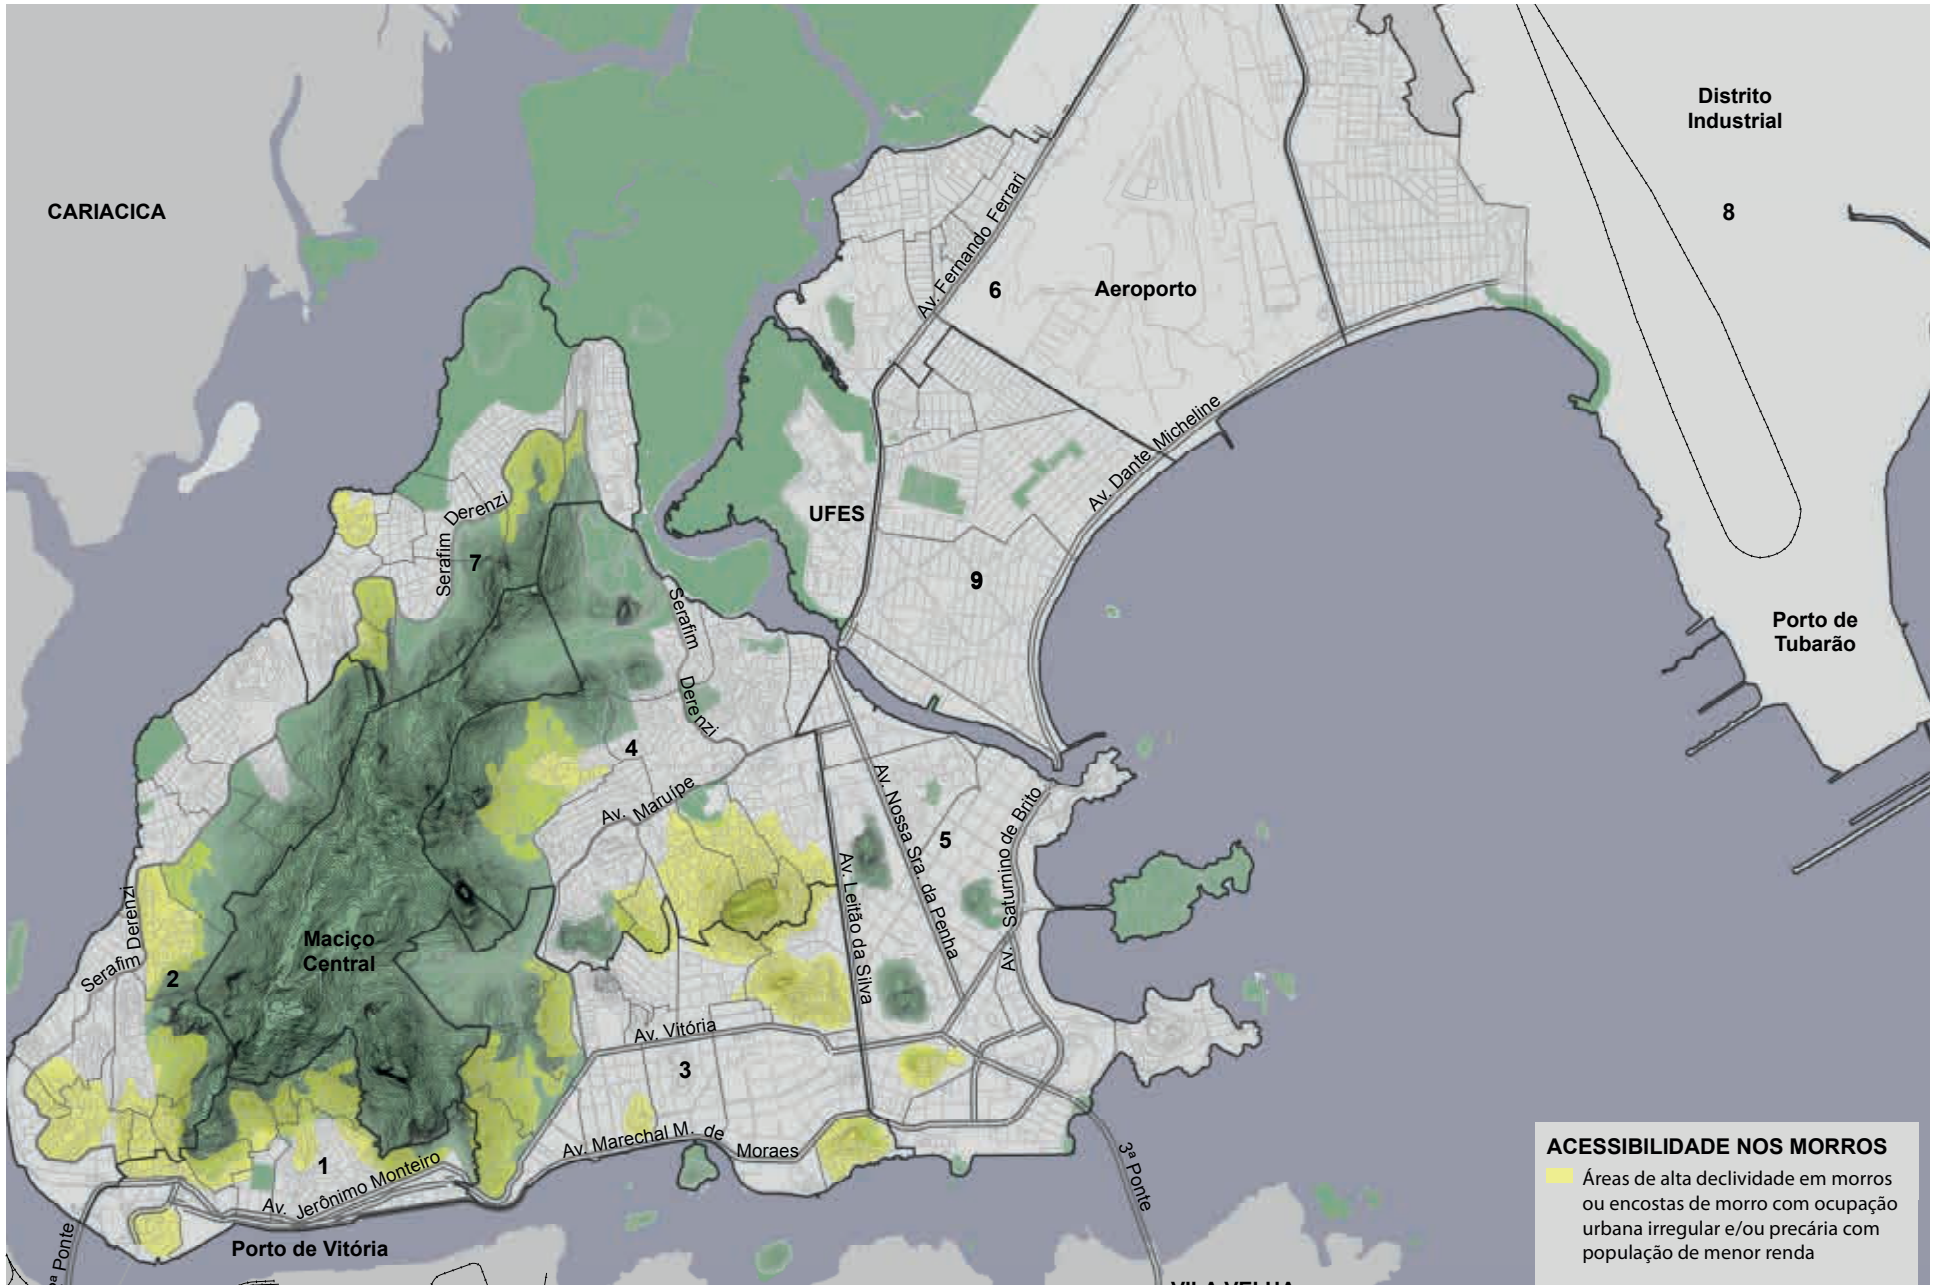 Distrito
Industrial
CARIACICA
8
Av. Fernando Ferrari
6
Aeroporto
Av. Dante Micheline
Serafim Derenzi
UFES
7
9
Serafim
Derenzi
Porto de
Tubarão
4
Av. Maruípe
Av. Nossa Sra. da Penha
Av. Saturnino de Brito
5
Av. Leitão da Silva
Serafim Derenzi
Maciço
Central
2
Av. Vitória
3
Av. Marechal M. de Moraes
1
Av. Jerônimo Monteiro
3ª Ponte
Ponte
Porto de Vitória
ACESSIBILIDADE NOS MORROS
Áreas de alta declividade em morros
ou encostas de morro com ocupação
urbana irregular e/ou precária com
população de menor renda
VILA VELHA